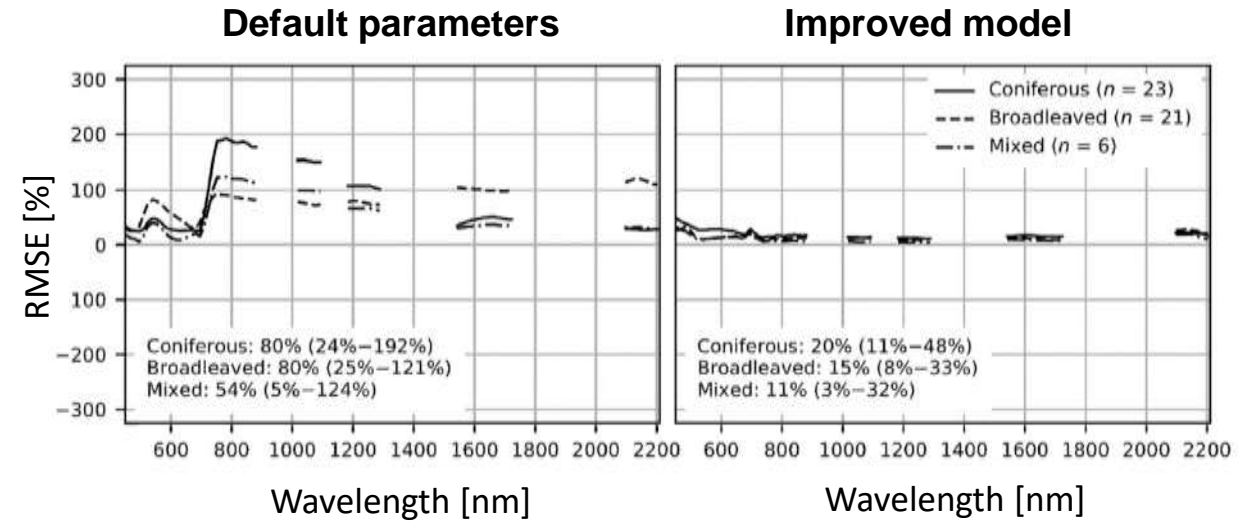 Default parameters
Improved model
RMSE [%]
300
200
100
0
100
−200
−300
Coniferous: 80% (24%−192%)
Broadleaved: 80% (25%−121%)
Mixed: 54% (5%−124%)
600 800 1000 1200 1400 1600 1800 2000 2200
Wavelength [nm]
Coniferous (n = 23)
Broadleaved (n = 21)
Mixed (n = 6)
Coniferous: 20% (11%−48%)
Broadleaved: 15% (8%−33%)
Mixed: 11% (3%−32%)
600 800 1000 1200 1400 1600 1800 2000 2200
Wavelength [nm]